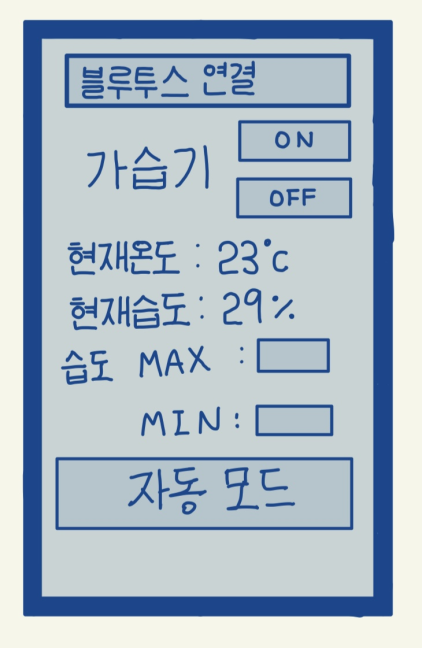 블루투스 연결
가습기
ON
OFF
현재온도 : 23°c
현재습도 : 29%
습도 MAX :
MIN :
자동 모드